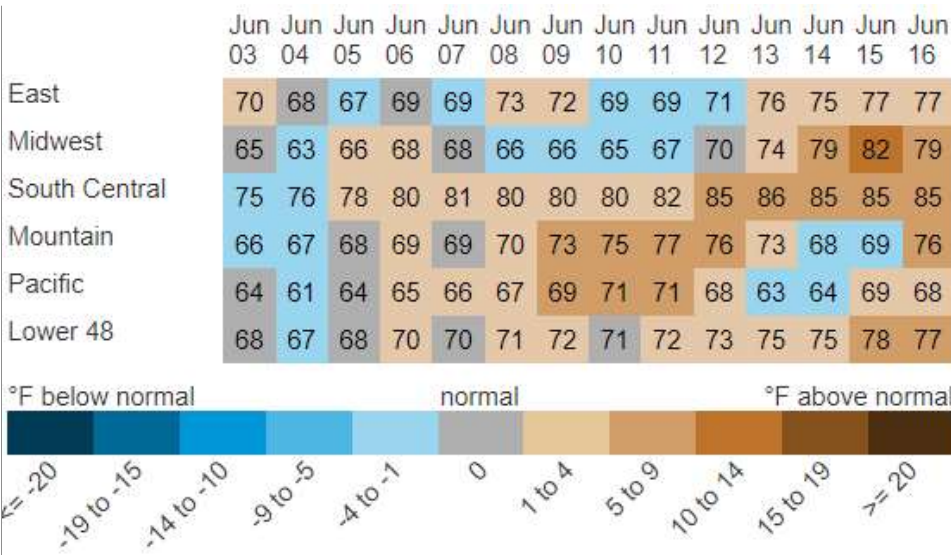 Jun Jun Jun Jun Jun Jun Jun Jun Jun Jun Jun Jun Jun Jun
03 04 05 06 07 08 09 10 11 12 13 14 15 16
East 70 68 67 69 69 73 72 69 69 71 76 75 77 77
Midwest 65 63 66 68 68 66 66 65 67 70 74 79 82 79
South Central 75 76 78 80 81 80 80 80 82 85 86 85 85 85
Mountain 66 67 68 69 69 70 73 75 77 76 73 68 69 76
Pacific 64 61 64 65 66 67 69 71 71 68 63 64 69 68
Lower 48 68 67 68 70 70 71 72 71 72 73 75 75 78 77
°F below normal normal °F above normal
<= -20 -19 to -15 -14 to -10 -9 to -5 -4 to -1 0 1 to 4 5 to 9 10 to 14 15 to 19 >= 20